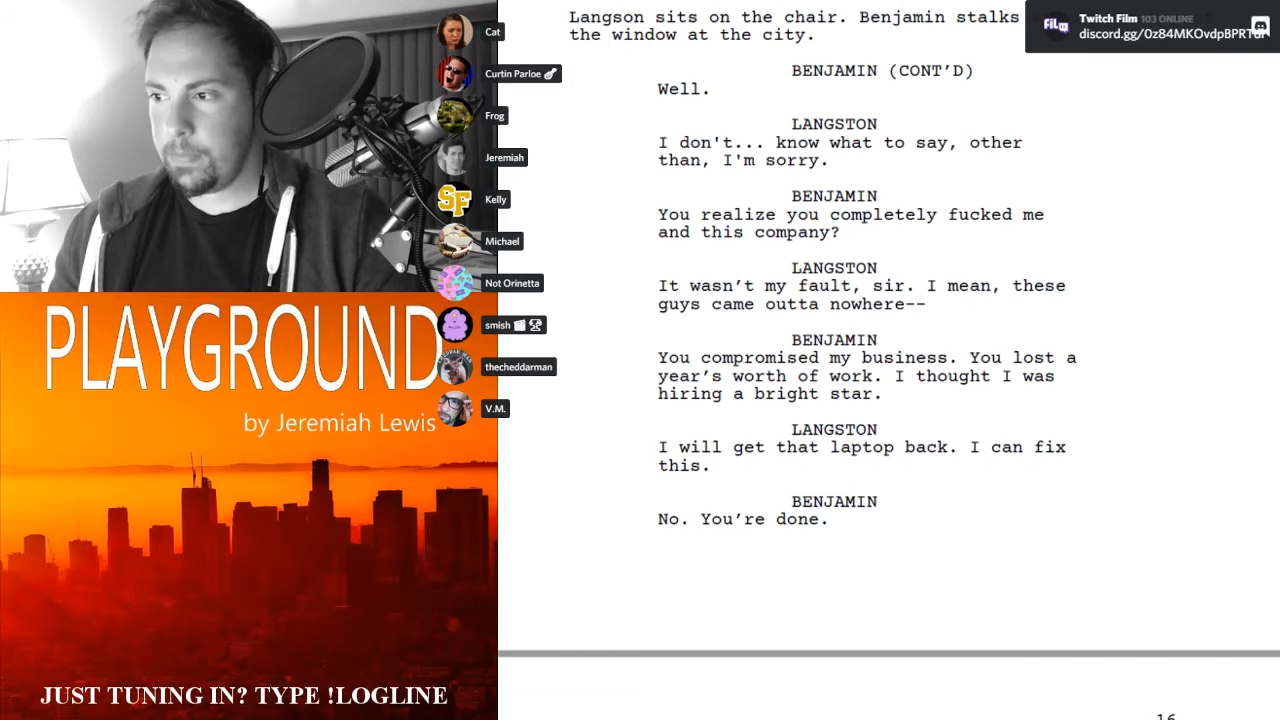 Cat
Curtin Parloe
Frog
Jeremiah
Kelly
Michael
Not Orinetta
smish
thecheddarman
V.M.
SF
PLAYGROUND
by Jeremiah Lewis
JUST TUNING IN? TYPE !LOGLINE
Langson sits on the chair. Benjamin stalks
the window at the city.
BENJAMIN (CONT'D)
Well.
LANGSTON
I don't... know what to say, other
than, I'm sorry.
BENJAMIN
You realize you completely fucked me
and this company?
LANGSTON
It wasn't my fault, sir. I mean, these
guys came outta nowhere--
BENJAMIN
You compromised my business. You lost a
year's worth of work. I thought I was
hiring a bright star.
LANGSTON
I will get that laptop back. I can fix
this.
BENJAMIN
No. You're done.
16
FILM
Twitch Film 103 ONLINE